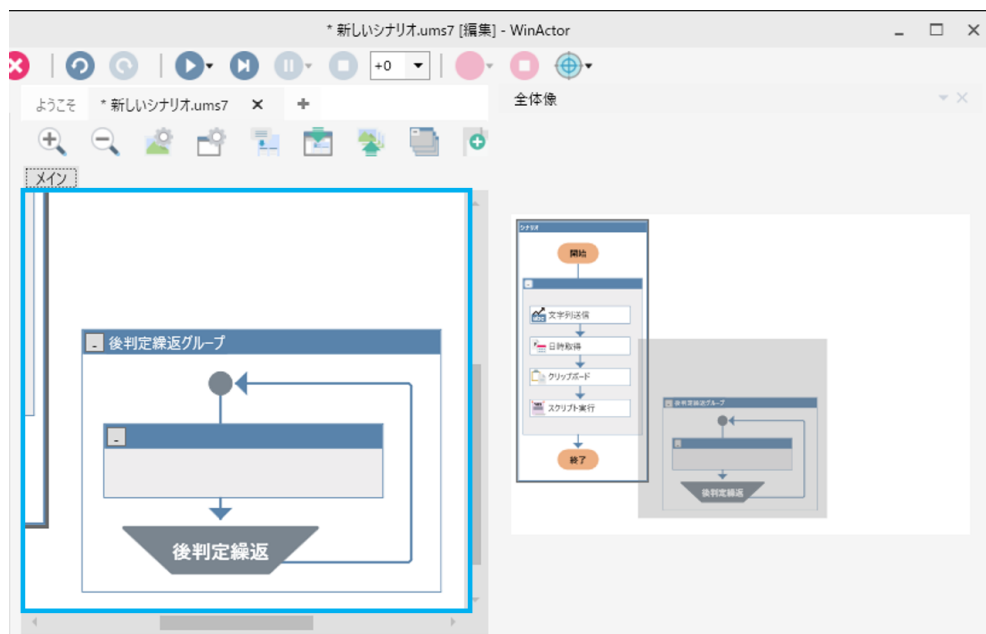 * 新しいシナリオ.ums7 [編集] - WinActor
+0
ようこそ
* 新しいシナリオ.ums7
全体像
メイン
後判定繰返グループ
後判定繰返
シナリオ
開始
文字列送信
日時取得
クリップボード
スクリプト実行
終了
後判定繰返グループ
後判定繰返